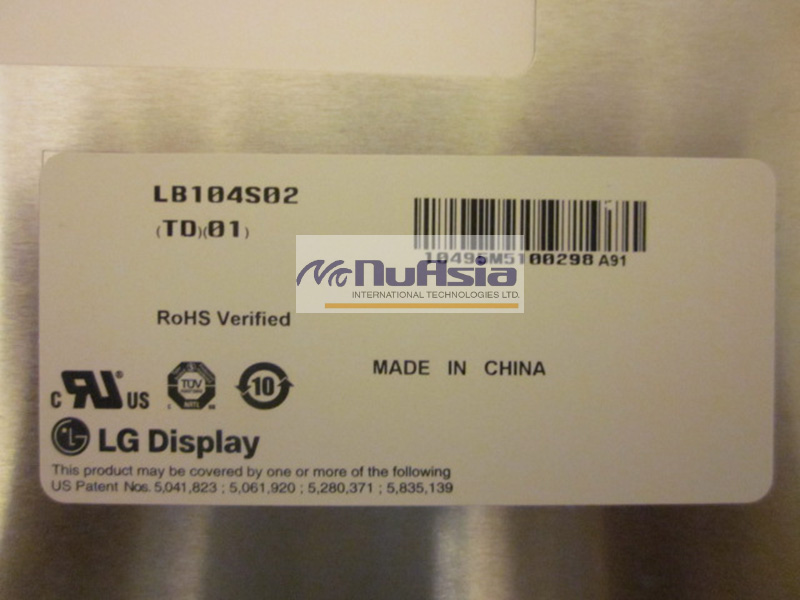 LB104S02
(TD)(01)
A91
NuAsia
INTERNATIONAL TECHNOLOGIES LTD.
RoHS Verified
MADE IN CHINA
c RU US
TÜV
10
LG Display
This product may be covered by one or more of the following
US Patent Nos. 5,041,823 ; 5,061,920 ; 5,280,371 ; 5,835,139